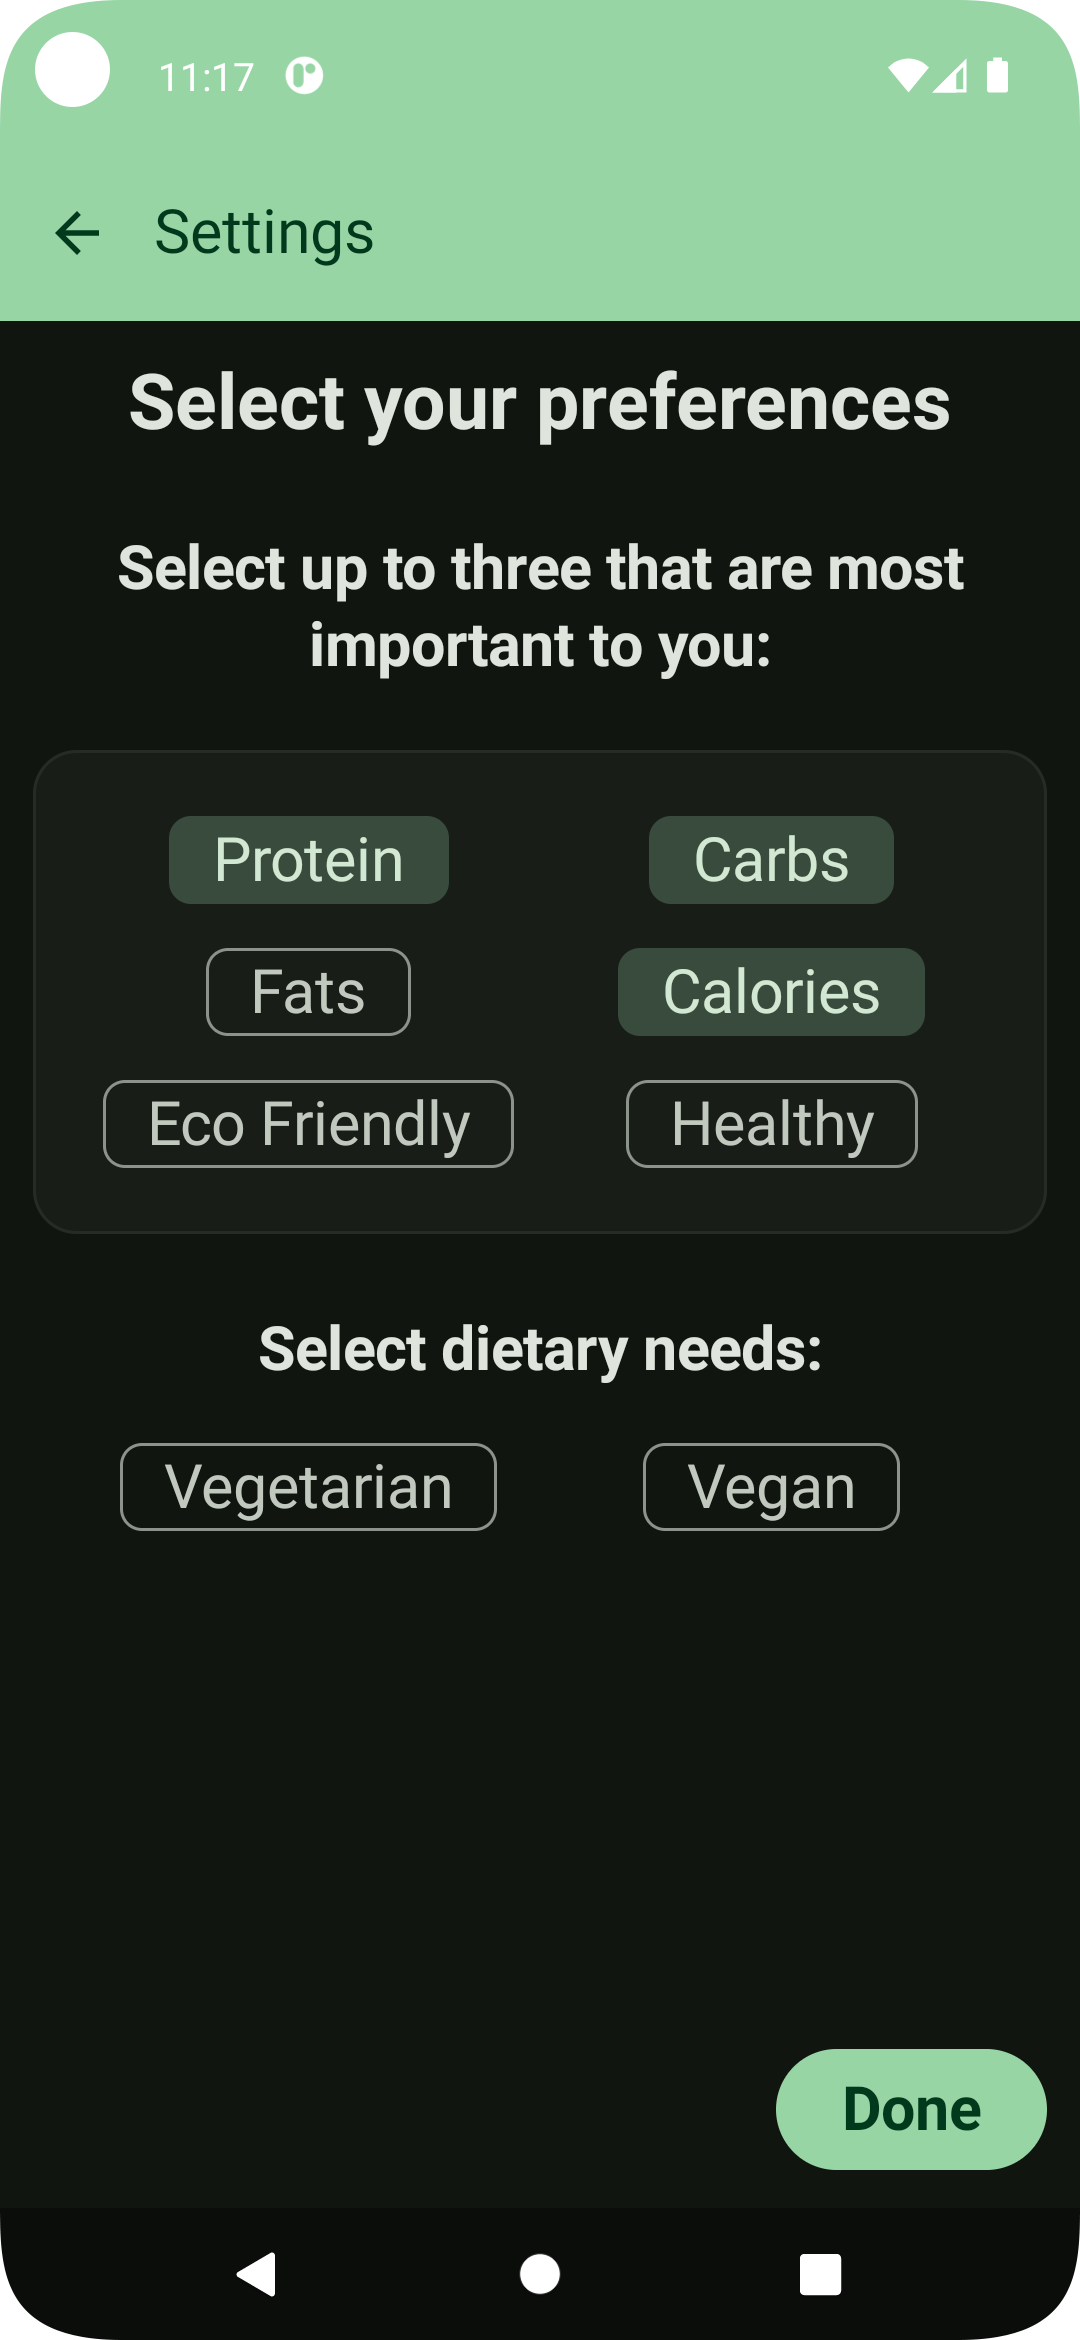 11:17
Settings
Select your preferences
Select up to three that are most
important to you:
Protein
Carbs
Fats
Calories
Eco Friendly
Healthy
Select dietary needs:
Vegetarian
Vegan
Done